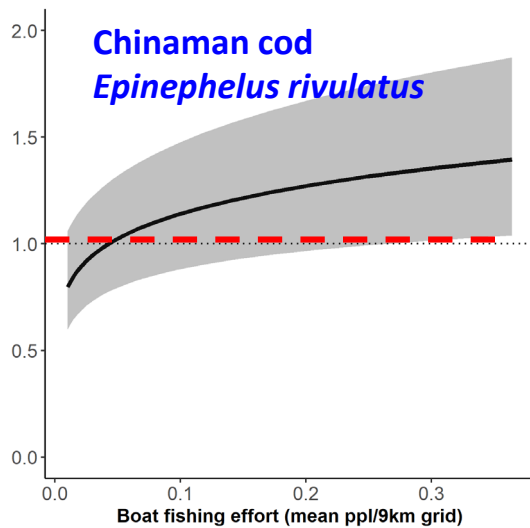 2.0
Chinaman cod
Epinephelus rivulatus
1.5
1.0
0.5
0.0
0.0 0.1 0.2 0.3
Boat fishing effort (mean ppl/9km grid)